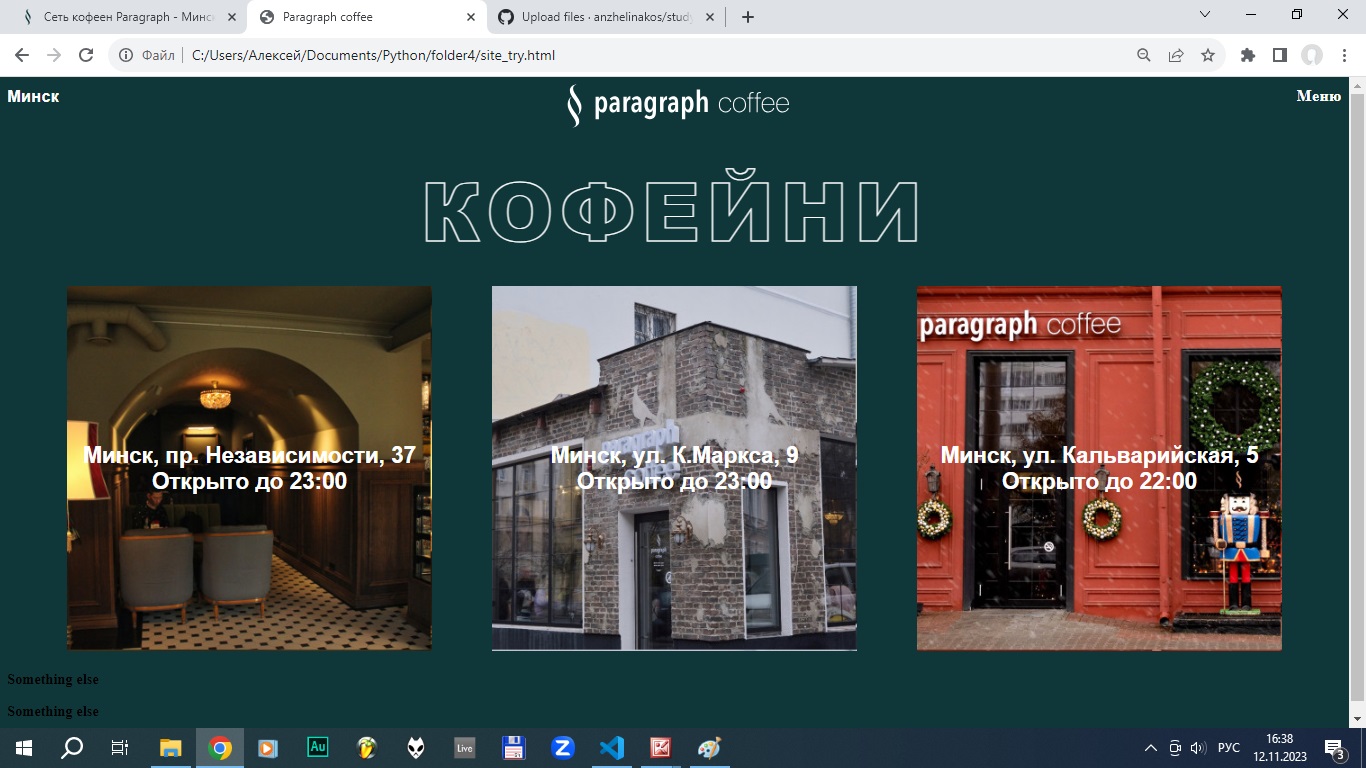 Сеть кофеен Paragraph - Минск
Paragraph coffee
Upload files · anzhelinakos/study
Файл
C:/Users/Алексей/Documents/Python/folder4/site_try.html
Минск
paragraph coffee
Меню
КОФЕЙНИ
paragraph coffee
paragraph
coffee
Минск, пр. Независимости, 37
Открыто до 23:00
Минск, ул. К.Маркса, 9
Открыто до 23:00
Минск, ул. Кальварийская, 5
Открыто до 22:00
Something else
Something else
Au
Live
РУС
16:38
12.11.2023
3